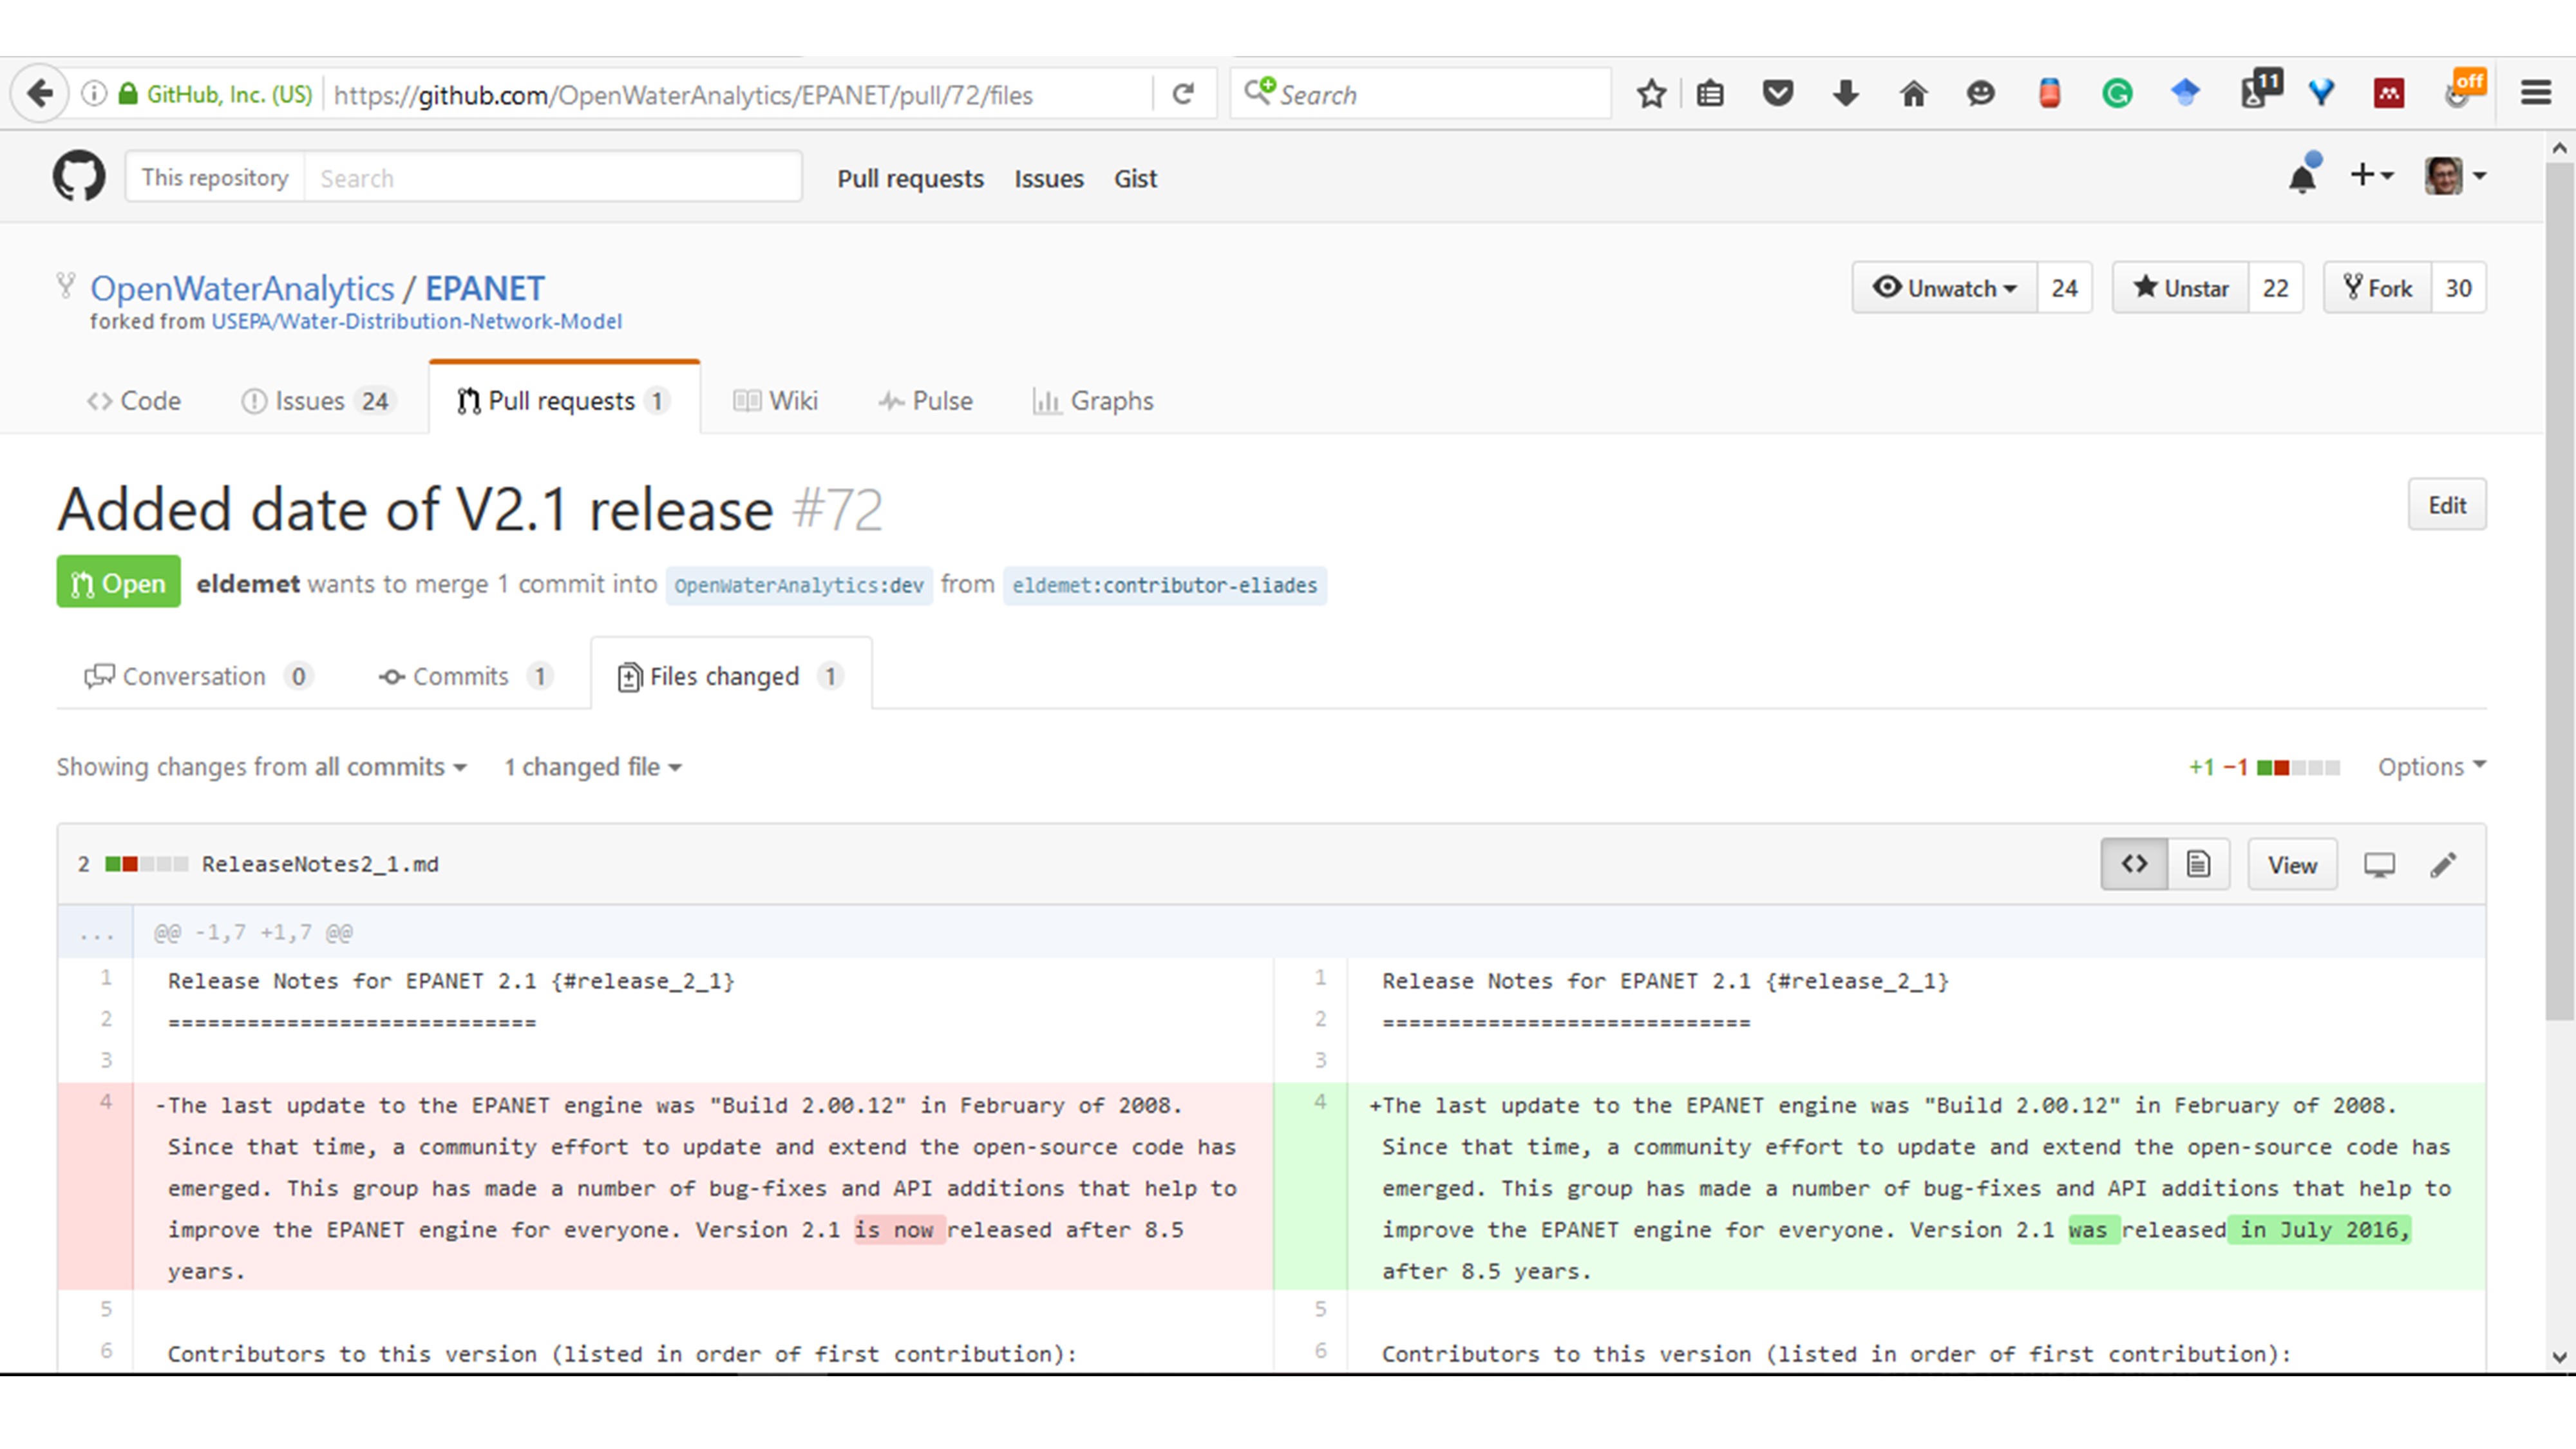 GitHub, Inc. (US) https://github.com/OpenWaterAnalytics/EPANET/pull/72/files Search 11 off
This repository Search Pull requests Issues Gist
OpenWaterAnalytics / EPANET Unwatch 24 Unstar 22 Fork 30
forked from USEPA/Water-Distribution-Network-Model
Code Issues 24 Pull requests 1 Wiki Pulse Graphs
Added date of V2.1 release #72 Edit
Open eldemet wants to merge 1 commit into OpenWaterAnalytics:dev from eldemet:contributor-eliades
Conversation 0 Commits 1 Files changed 1
Showing changes from all commits 1 changed file +1 −1 Options
2 ReleaseNotes2_1.md View
... @@ -1,7 +1,7 @@
1 Release Notes for EPANET 2.1 {#release_2_1}
2 ============================
3
4 -The last update to the EPANET engine was "Build 2.00.12" in February of 2008.
Since that time, a community effort to update and extend the open-source code has
emerged. This group has made a number of bug-fixes and API additions that help to
improve the EPANET engine for everyone. Version 2.1 is now released after 8.5
years.
5
6 Contributors to this version (listed in order of first contribution):
1 Release Notes for EPANET 2.1 {#release_2_1}
2 ============================
3
4 +The last update to the EPANET engine was "Build 2.00.12" in February of 2008.
Since that time, a community effort to update and extend the open-source code has
emerged. This group has made a number of bug-fixes and API additions that help to
improve the EPANET engine for everyone. Version 2.1 was released in July 2016,
after 8.5 years.
5
6 Contributors to this version (listed in order of first contribution):